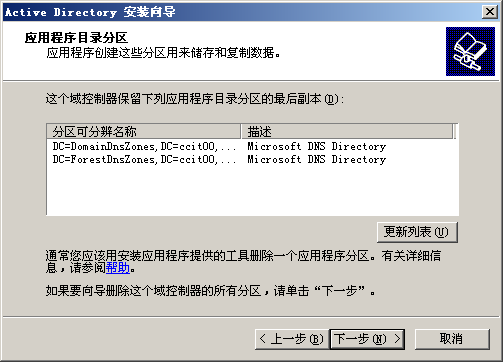 Active Directory 安装向导
应用程序目录分区
应用程序创建这些分区用来储存和复制数据。
这个域控制器保留下列应用程序目录分区的最后副本(D):
分区可分辨名称 描述
DC=DomainDnsZones,DC=ccit00,... Microsoft DNS Directory
DC=ForestDnsZones,DC=ccit00,... Microsoft DNS Directory
更新列表(U)
通常您应该用安装应用程序提供的工具删除一个应用程序分区。有关详细信
息，请参阅帮助。
如果要向导删除这个域控制器的所有分区，请单击“下一步”。
< 上一步(B) 下一步(N) > 取消